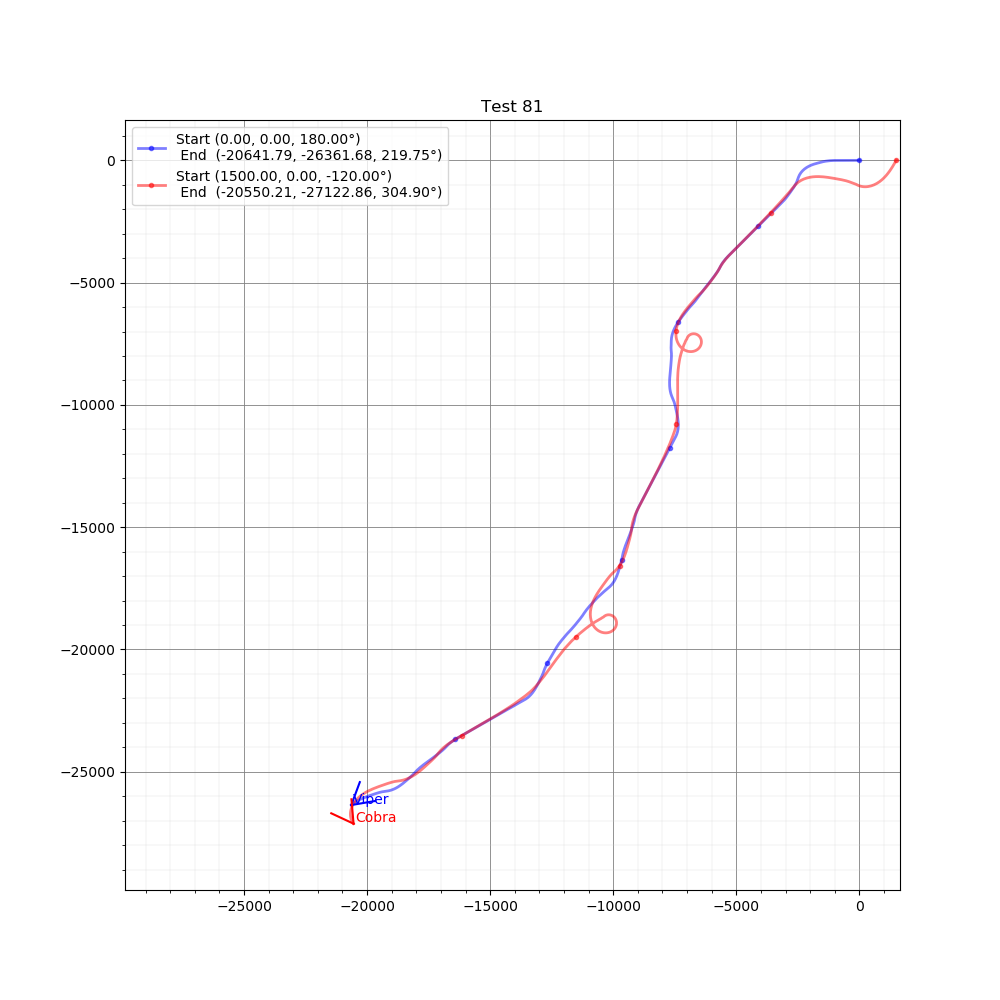 Test 81
Start (0.00, 0.00, 180.00°)
End  (-20641.79, -26361.68, 219.75°)
Start (1500.00, 0.00, -120.00°)
End  (-20550.21, -27122.86, 304.90°)
0
−5000
−10000
−15000
−20000
−25000
Viper
Cobra
−25000
−20000
−15000
−10000
−5000
0